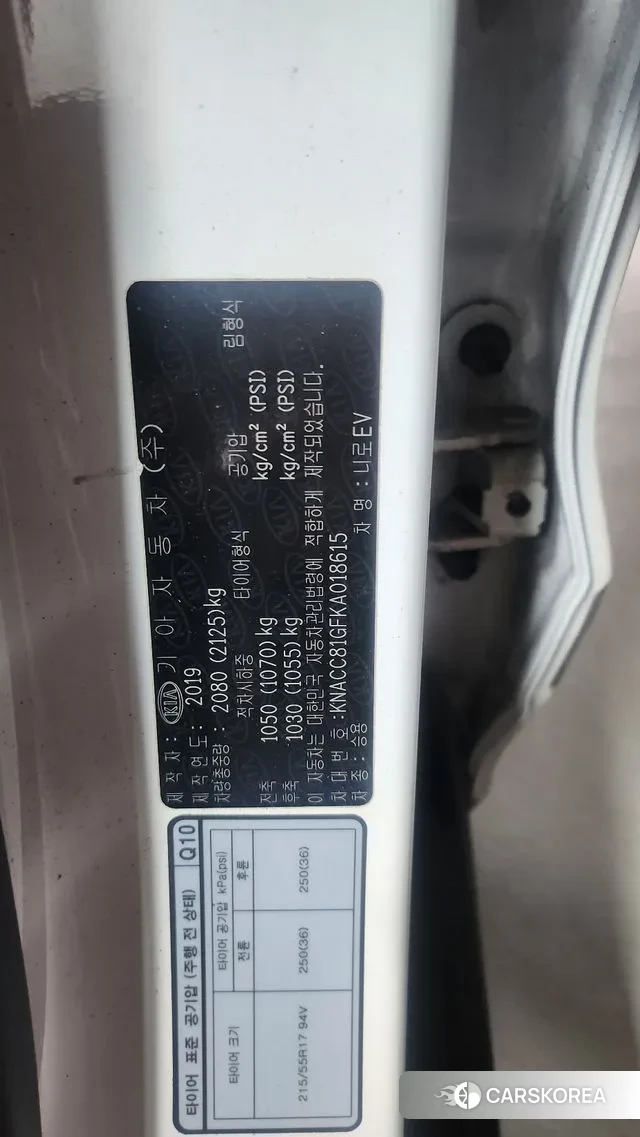 제작자 : KIA 기아자동차 (주)
제작연도 : 2019
차량총중량 : 2080 (2125)kg
적차시하중 타이어형식 공기압 림형식
전축 1050 (1070)kg kg/cm² (PSI)
후축 1030 (1055)kg kg/cm² (PSI)
이 자동차는 대한민국 자동차관리법령에 적합하게 제작되었습니다.
차대번호 : KNACC81GFKA018615
차종 : 승용 차명 : 니로EV
타이어 표준 공기압 (주행 전 상태) Q10
타이어 크기 타이어 공기압 kPa(psi)
전륜 후륜
215/55R17 94V 250(36) 250(36)
CARSKOREA